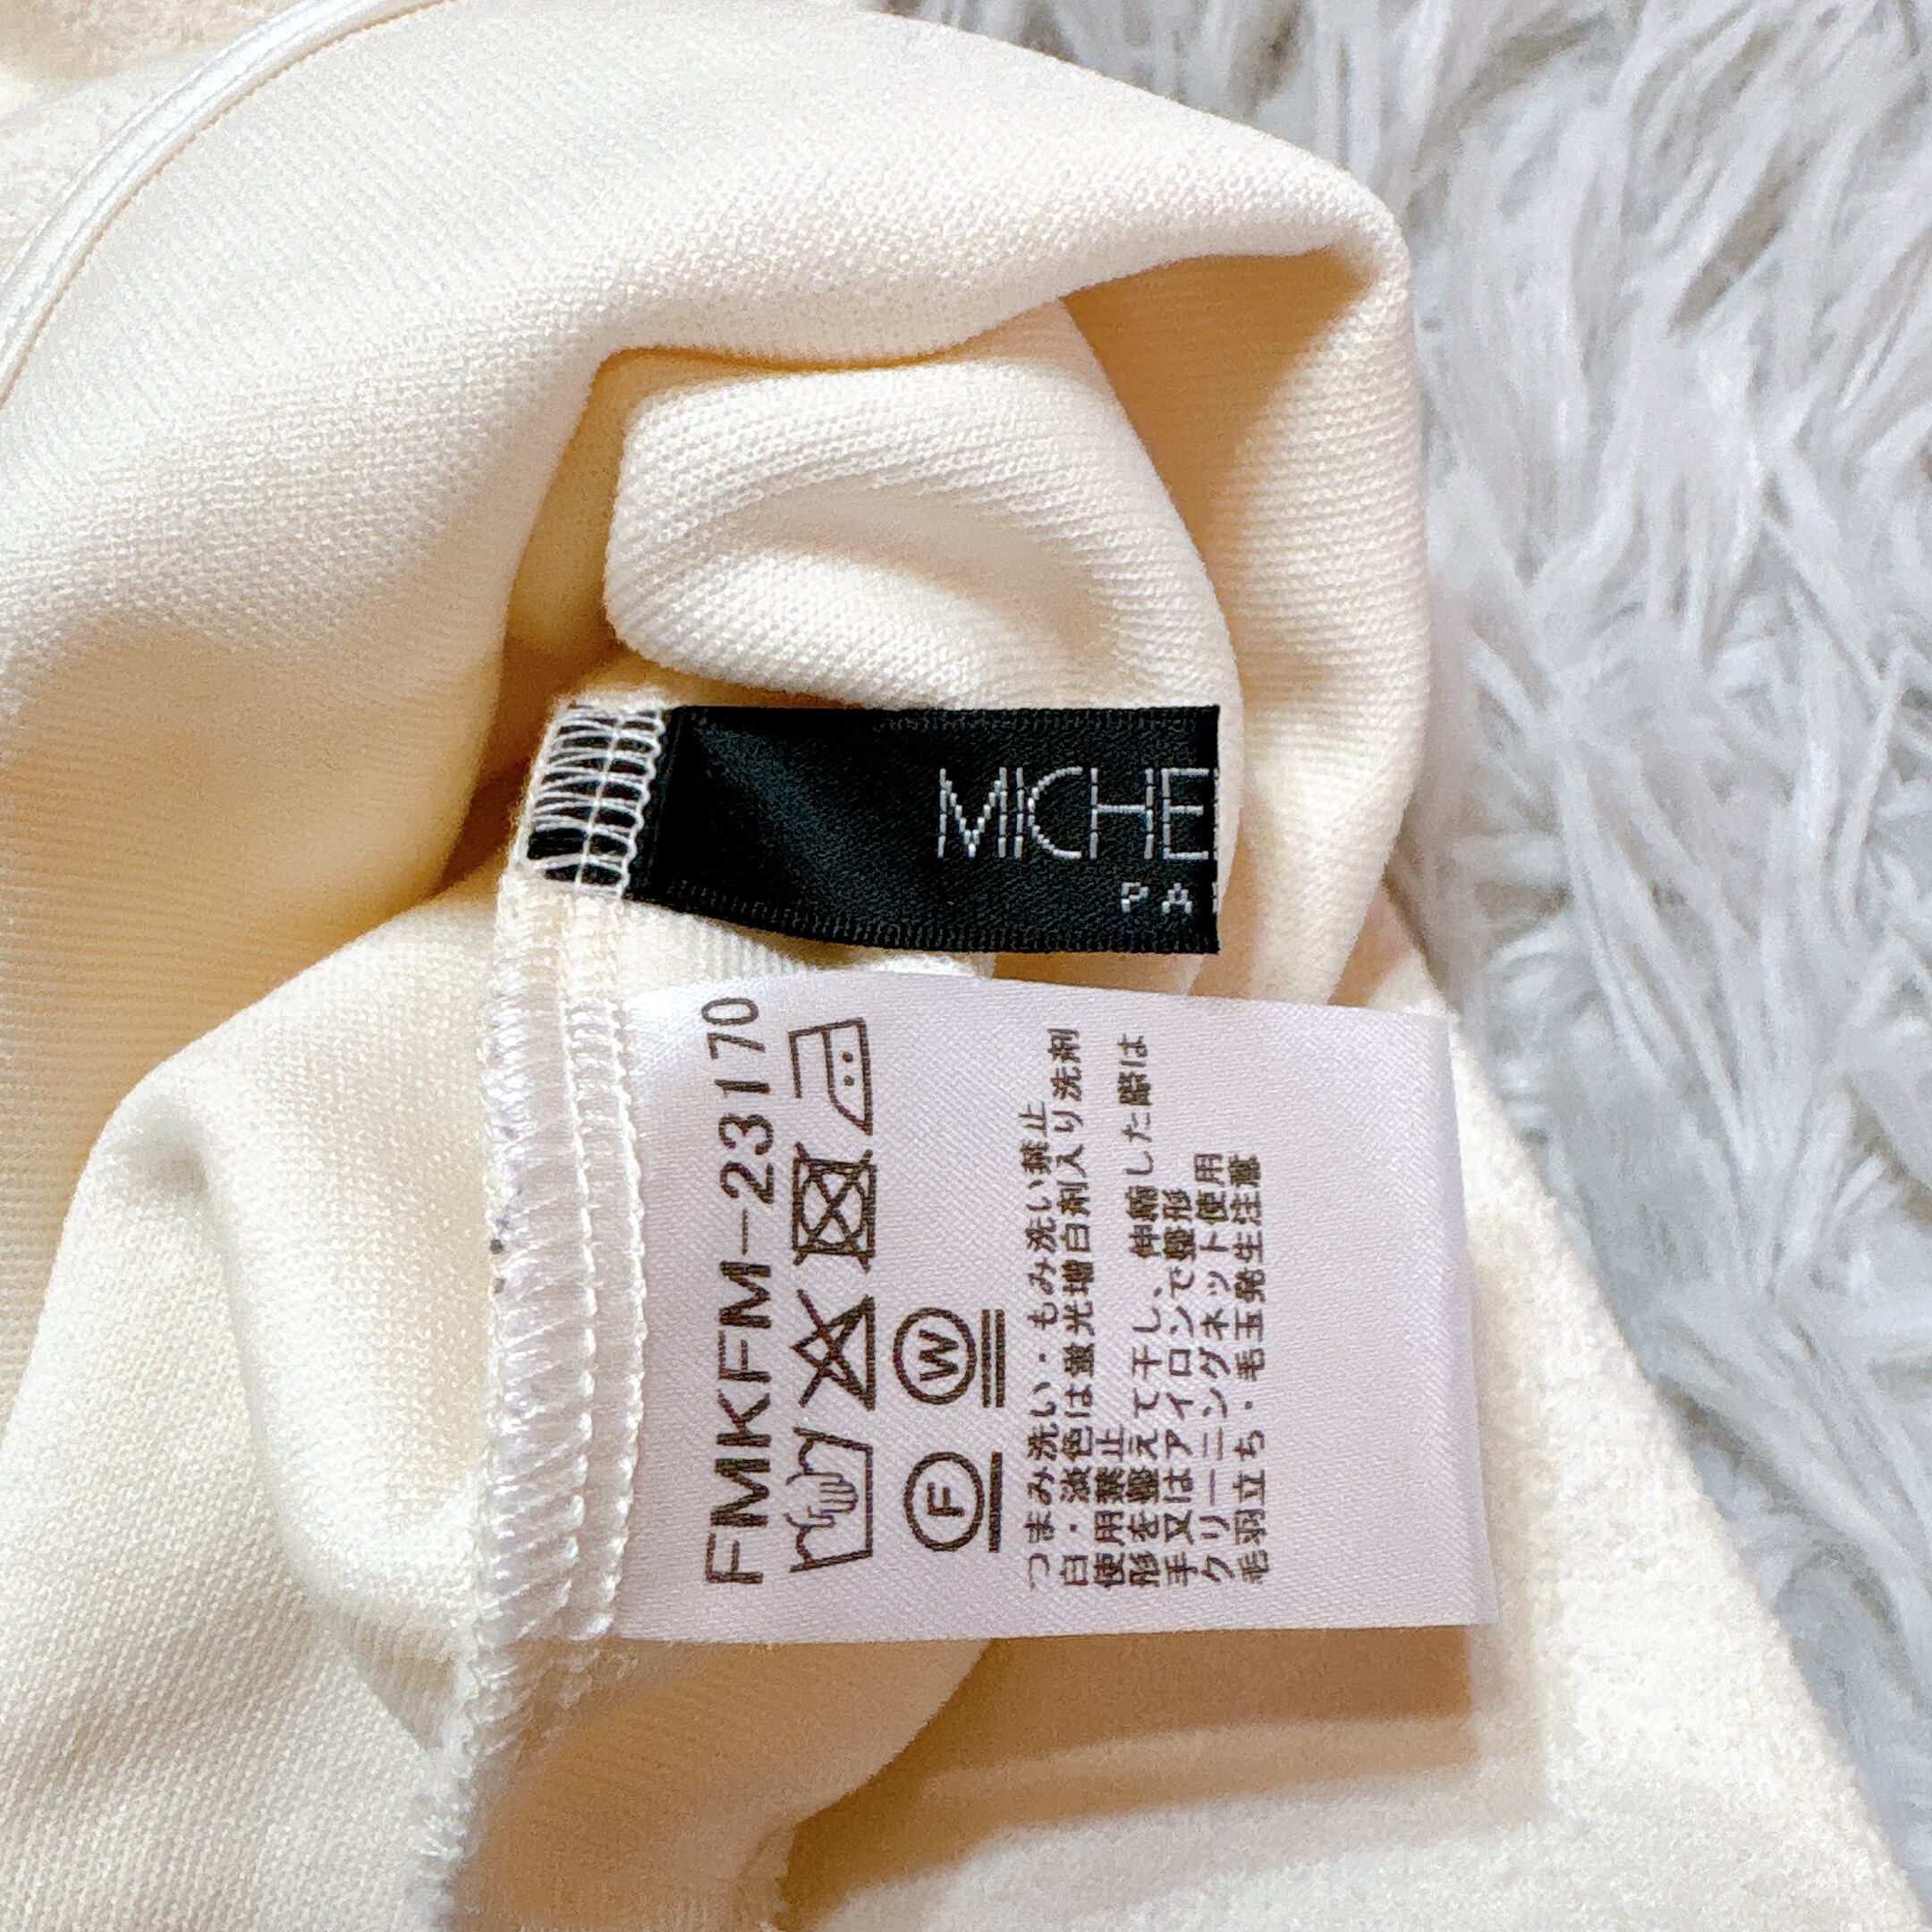 MICHE
PA
FMKFM-23170
W
F
つまみ洗い・もみ洗い禁止
白・淡色は蛍光増白剤入り洗剤
使用禁止
形を整えて干し、伸縮した際は
手又はアイロンで整形
クリーニングネット使用
毛羽立ち・毛玉発生注意